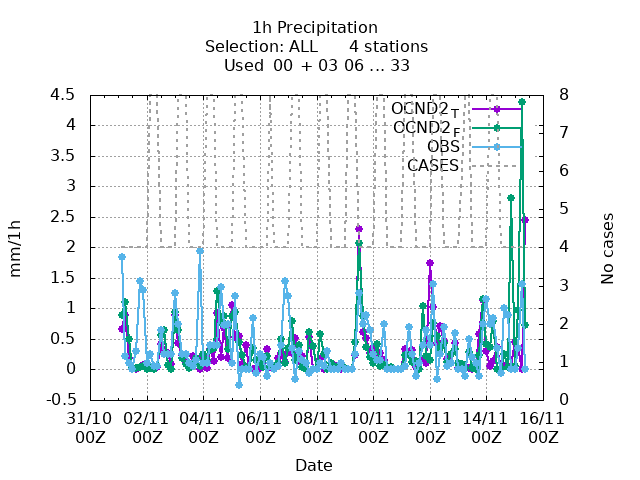 1h Precipitation
Selection: ALL 4 stations
Used 00 + 03 06 ... 33
OCND2_T
OCND2_F
OBS
CASES
4.5
4
3.5
3
2.5
2
1.5
1
0.5
0
-0.5
mm/1h
8
7
6
5
4
3
2
1
0
No cases
31/10 02/11 04/11 06/11 08/11 10/11 12/11 14/11 16/11
00Z 00Z 00Z 00Z 00Z 00Z 00Z 00Z 00Z
Date